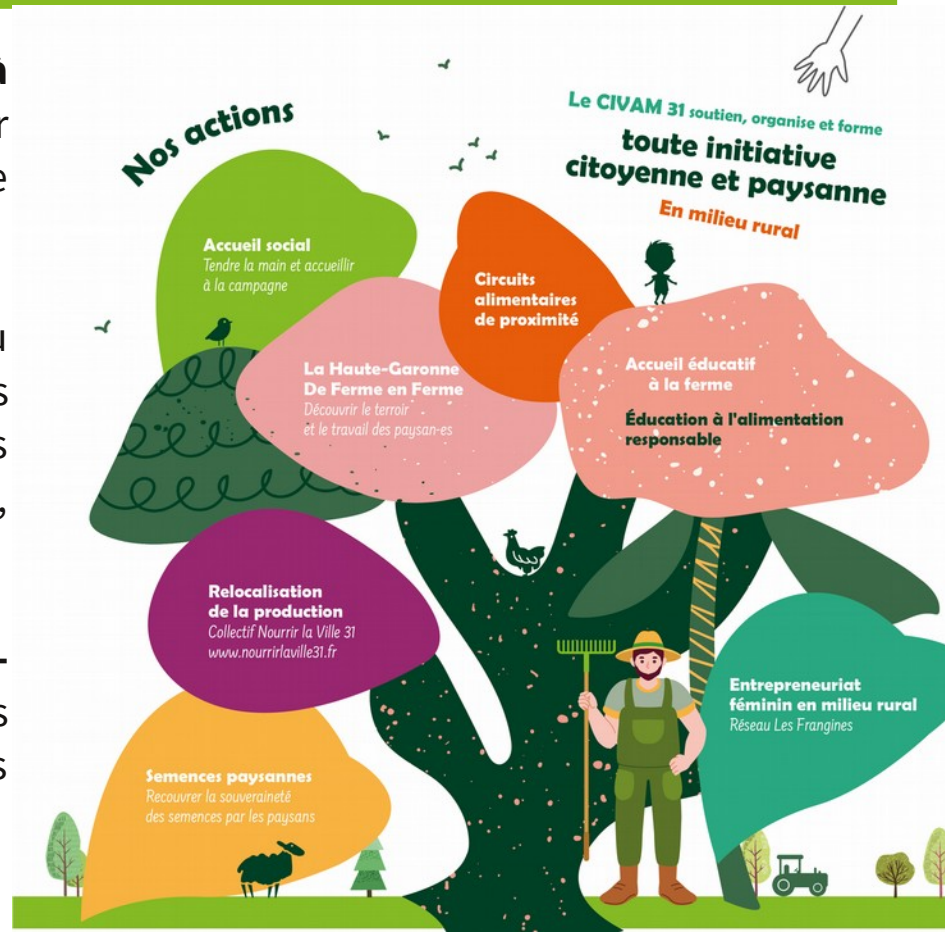 Nos actions
Le CIVAM 31 soutien, organise et forme
toute initiative
citoyenne et paysanne
En milieu rural
Accueil social
Tendre la main et accueillir
à la campagne
Circuits
alimentaires
de proximité
La Haute-Garonne
De Ferme en Ferme
Découvrir le terroir
et le travail des paysan-es
Accueil éducatif
à la ferme
Éducation à l'alimentation
responsable
Relocalisation
de la production
Collectif Nourrir la Ville 31
www.nourrirlaville31.fr
Entrepreneuriat
féminin en milieu rural
Réseau Les Frangines
Semences paysannes
Recouvrer la souveraineté
des semences par les paysans